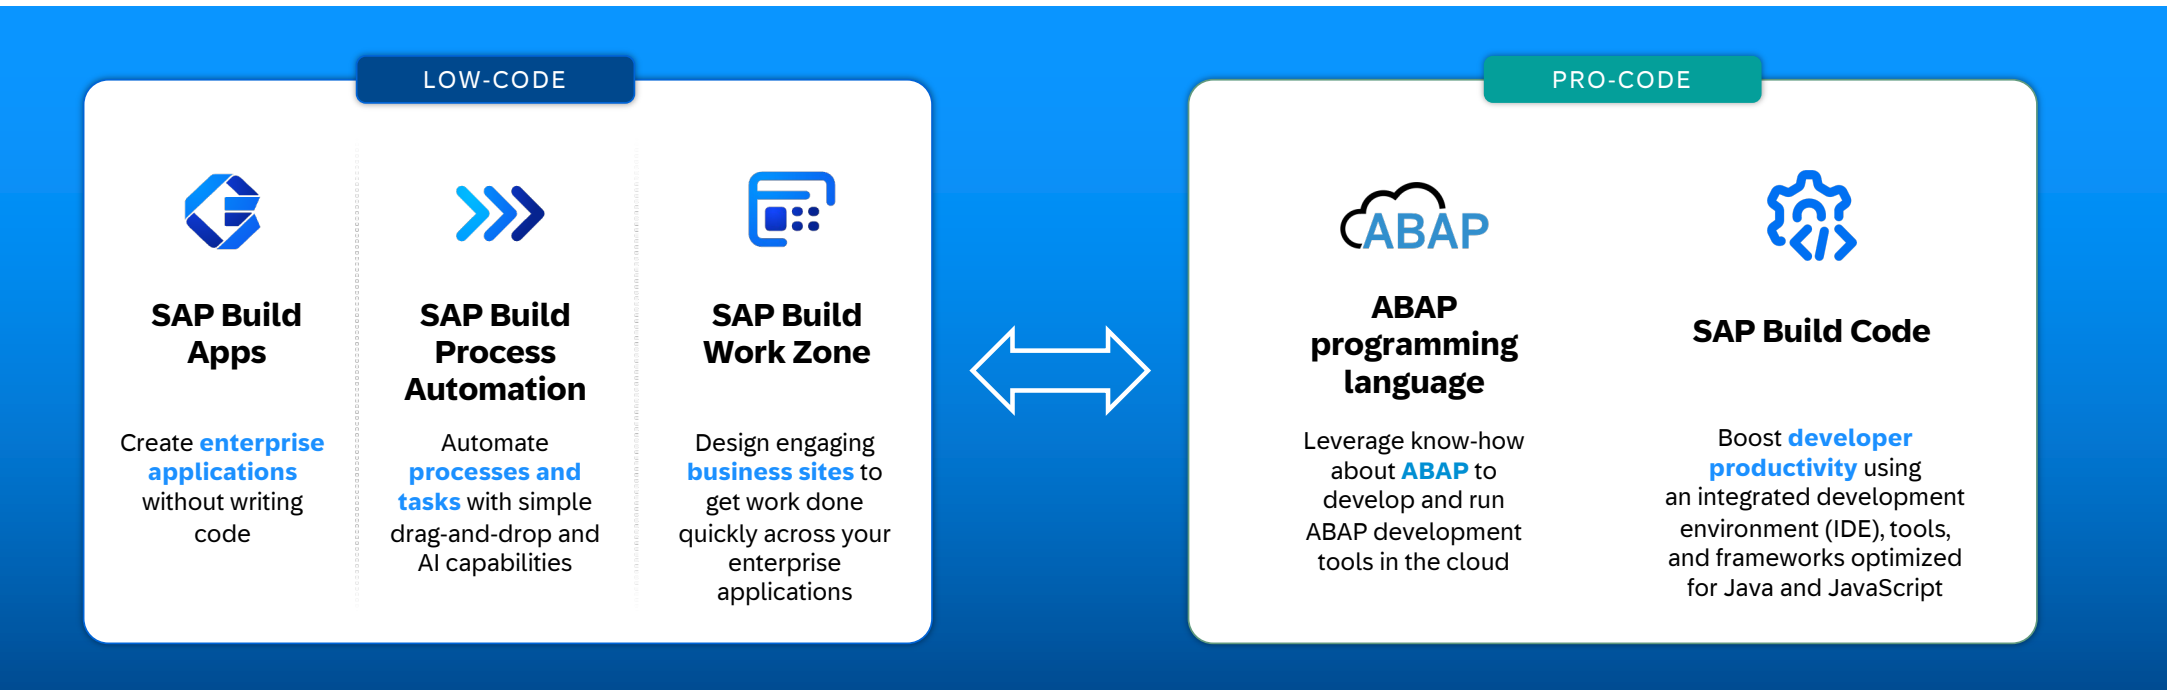 LOW-CODE
SAP Build
Apps
Create enterprise
applications
without writing
code
SAP Build
Process
Automation
Automate
processes and
tasks with simple
drag-and-drop and
AI capabilities
SAP Build
Work Zone
Design engaging
business sites to
get work done
quickly across your
enterprise
applications
PRO-CODE
ABAP
ABAP
programming
language
Leverage know-how
about ABAP to
develop and run
ABAP development
tools in the cloud
SAP Build Code
Boost developer
productivity using
an integrated development
environment (IDE), tools,
and frameworks optimized
for Java and JavaScript